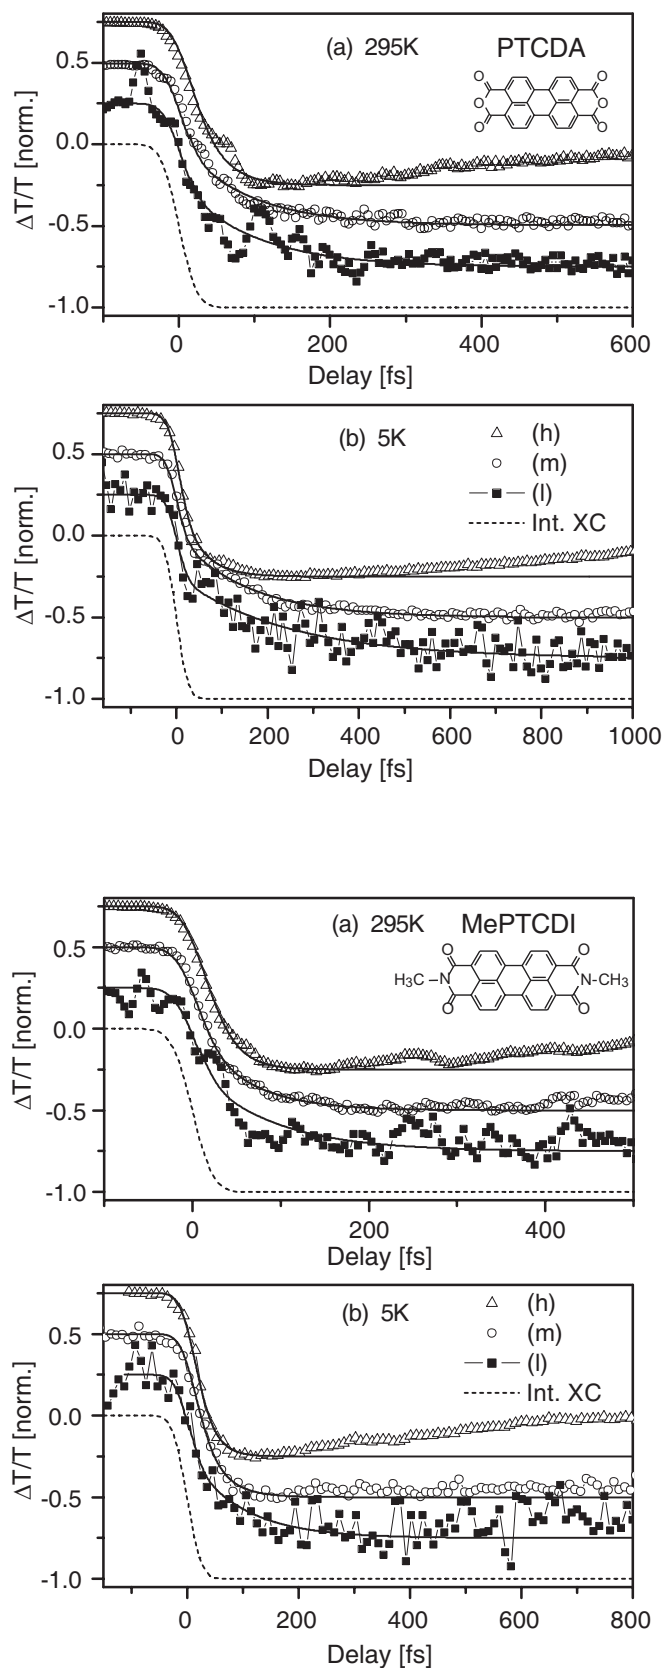 (a) 295K PTCDA
O O
O O
O O
ΔT/T [norm.]
0.5
0.0
-0.5
-1.0
0 200 400 600
Delay [fs]
(b) 5K
(h)
(m)
(l)
Int. XC
ΔT/T [norm.]
0.5
0.0
-0.5
-1.0
0 200 400 600 800 1000
Delay [fs]
(a) 295K MePTCDI
O O
H₃C N N-CH₃
O O
ΔT/T [norm.]
0.5
0.0
-0.5
-1.0
0 200 400
Delay [fs]
(b) 5K
(h)
(m)
(l)
Int. XC
ΔT/T [norm.]
0.5
0.0
-0.5
-1.0
0 200 400 600 800
Delay [fs]